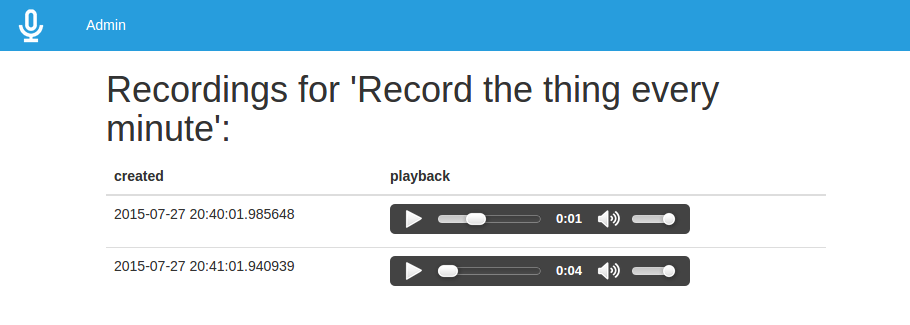 Admin
Recordings for 'Record the thing every
minute':
created playback
2015-07-27 20:40:01.985648 0:01
2015-07-27 20:41:01.940939 0:04